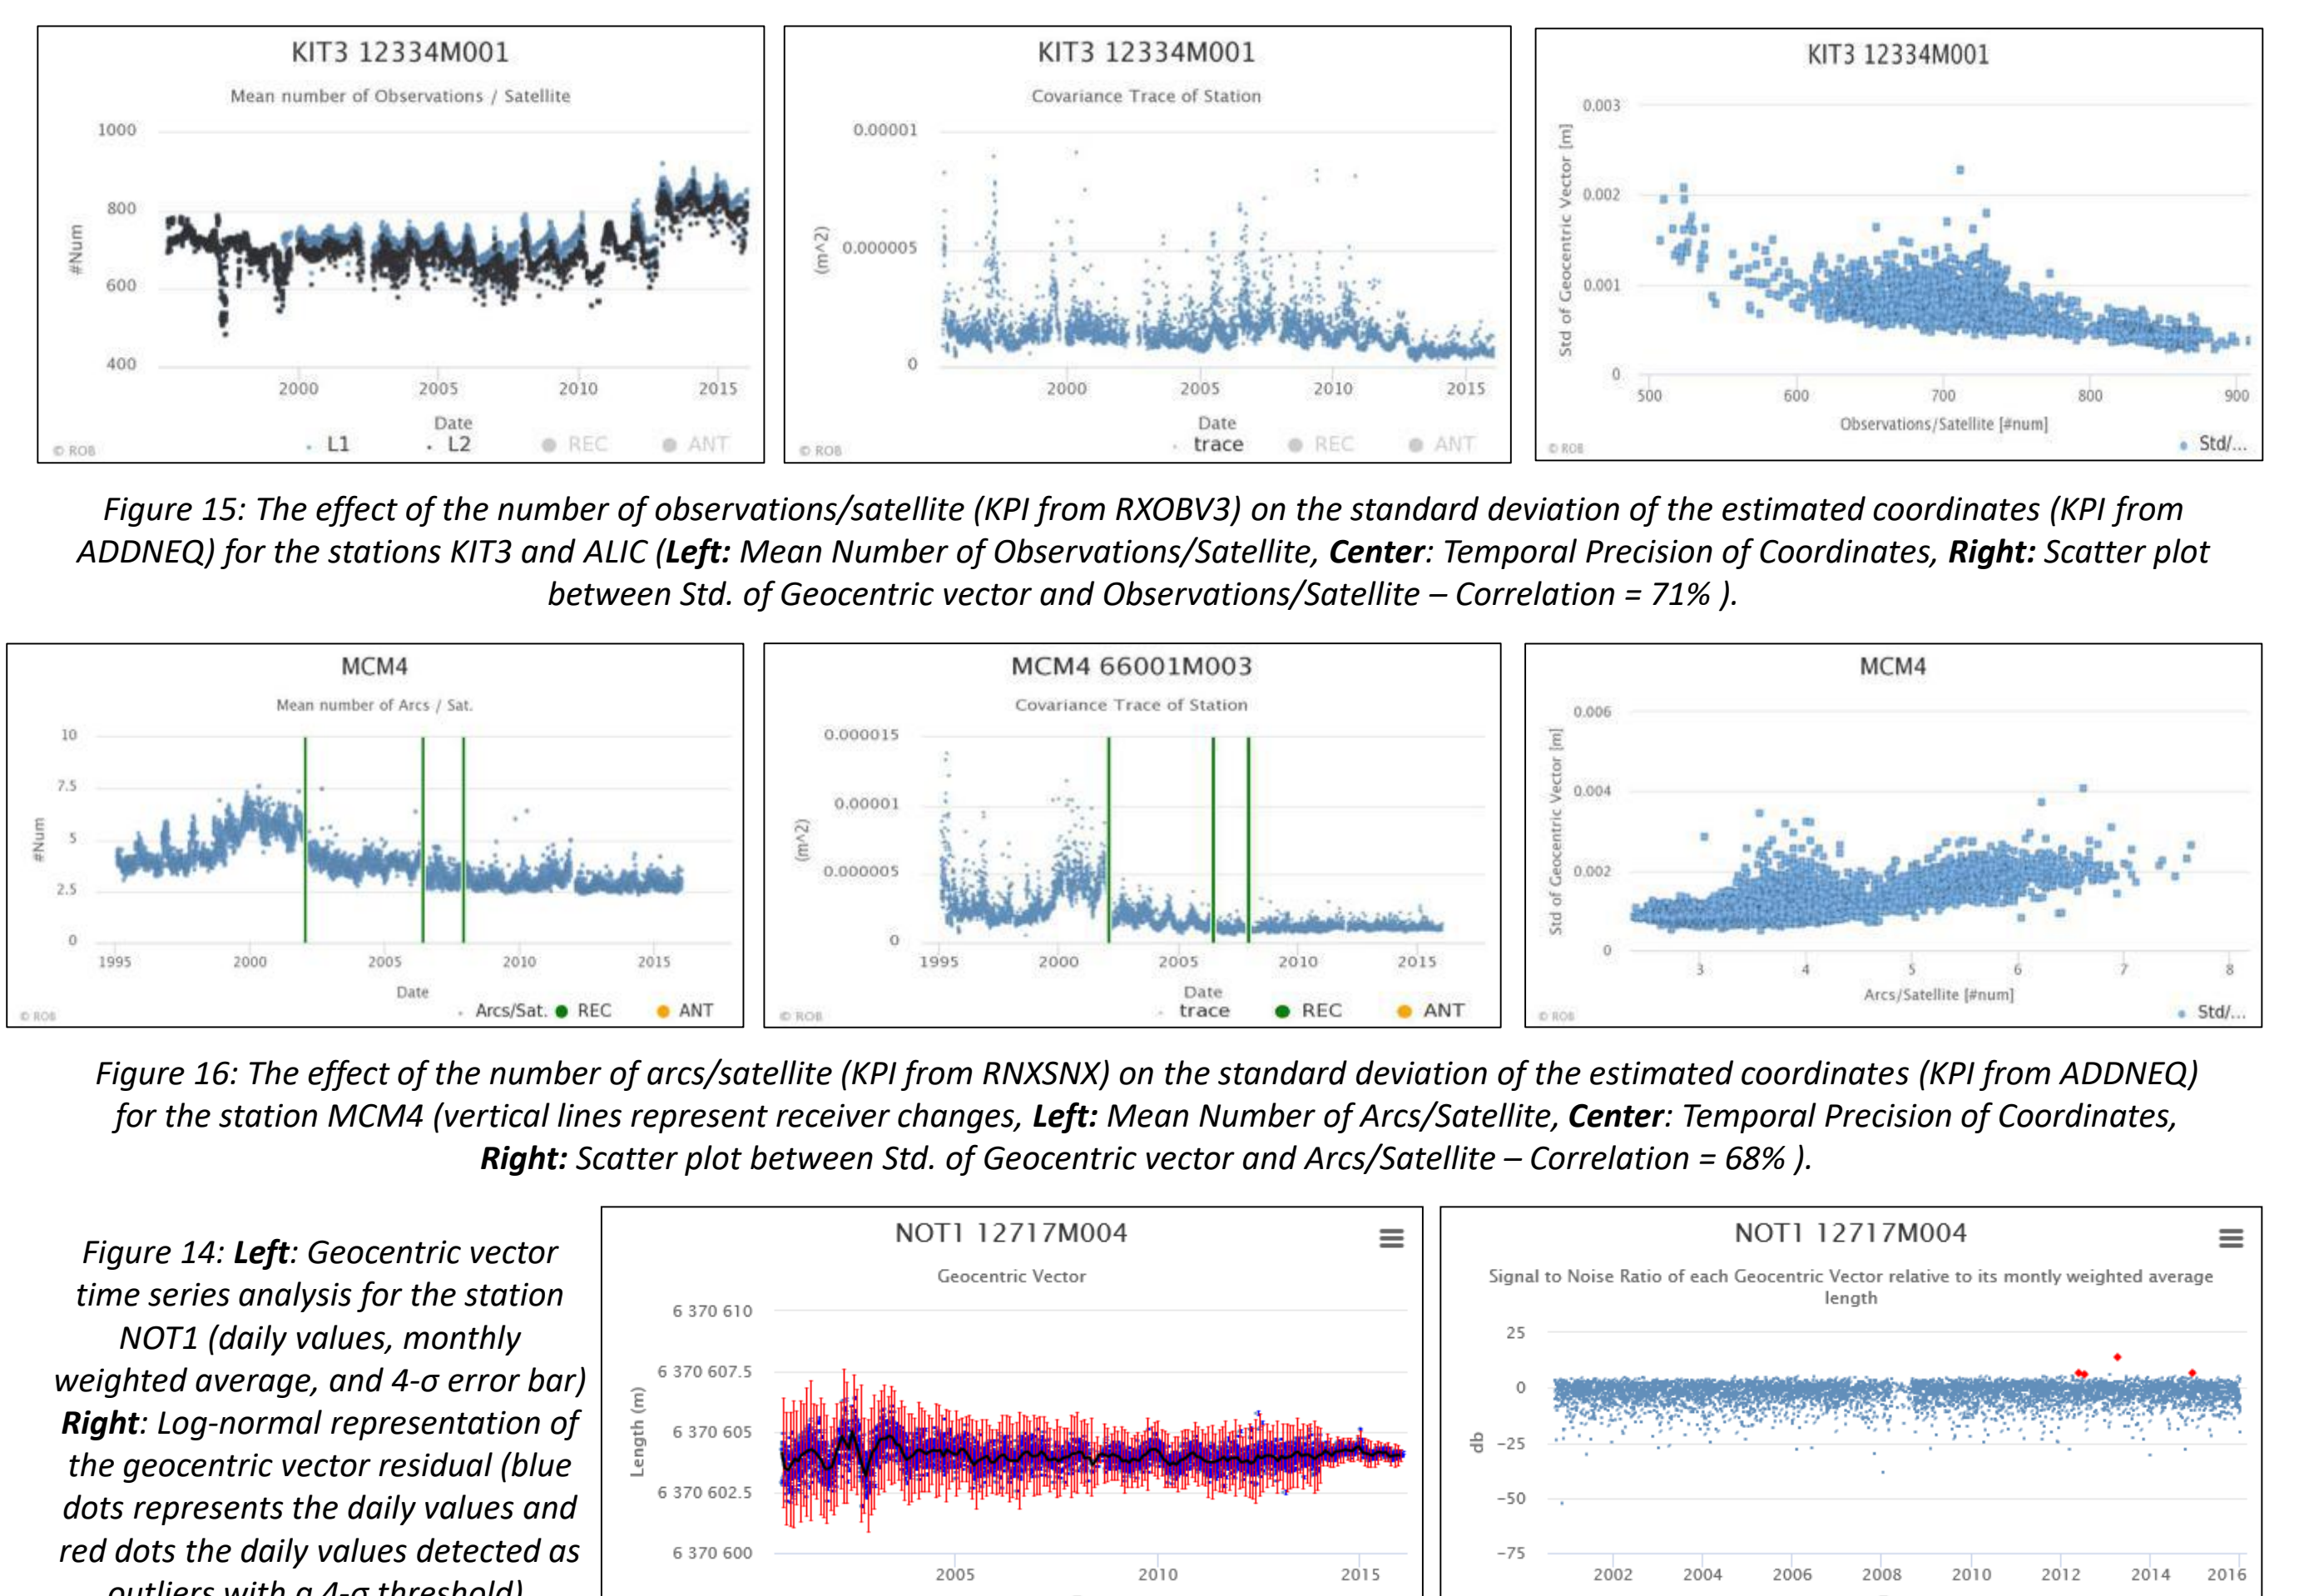 KIT3 12334M001
Mean number of Observations / Satellite
1000
800
600
400
#Num
2000 2005 2010 2015
Date
L1 L2 REC ANT
© ROB
KIT3 12334M001
Covariance Trace of Station
0.00001
0.000005
0
(m^2)
2000 2005 2010 2015
Date
trace REC ANT
© ROB
KIT3 12334M001
0.003
0.002
0.001
0
Std of Geocentric Vector [m]
500 600 700 800 900
Observations/Satellite [#num]
Std/...
© ROB
Figure 15: The effect of the number of observations/satellite (KPI from RXOBV3) on the standard deviation of the estimated coordinates (KPI from
ADDNEQ) for the stations KIT3 and ALIC (Left: Mean Number of Observations/Satellite, Center: Temporal Precision of Coordinates, Right: Scatter plot
between Std. of Geocentric vector and Observations/Satellite – Correlation = 71% ).
MCM4
Mean number of Arcs / Sat.
10
7.5
5
2.5
0
#Num
1995 2000 2005 2010 2015
Date
Arcs/Sat. REC ANT
© ROB
MCM4 66001M003
Covariance Trace of Station
0.000015
0.00001
0.000005
0
(m^2)
1995 2000 2005 2010 2015
Date
trace REC ANT
© ROB
MCM4
0.006
0.004
0.002
0
Std of Geocentric Vector [m]
3 4 5 6 7 8
Arcs/Satellite [#num]
Std/...
© ROB
Figure 16: The effect of the number of arcs/satellite (KPI from RNXSNX) on the standard deviation of the estimated coordinates (KPI from ADDNEQ)
for the station MCM4 (vertical lines represent receiver changes, Left: Mean Number of Arcs/Satellite, Center: Temporal Precision of Coordinates,
Right: Scatter plot between Std. of Geocentric vector and Arcs/Satellite – Correlation = 68% ).
Figure 14: Left: Geocentric vector
time series analysis for the station
NOT1 (daily values, monthly
weighted average, and 4-σ error bar)
Right: Log-normal representation of
the geocentric vector residual (blue
dots represents the daily values and
red dots the daily values detected as
outliers with a 4-σ threshold)
NOT1 12717M004
Geocentric Vector
6 370 610
6 370 607.5
6 370 605
6 370 602.5
6 370 600
Length (m)
2005 2010 2015
NOT1 12717M004
Signal to Noise Ratio of each Geocentric Vector relative to its montly weighted average
length
25
0
−25
−50
−75
db
2002 2004 2006 2008 2010 2012 2014 2016